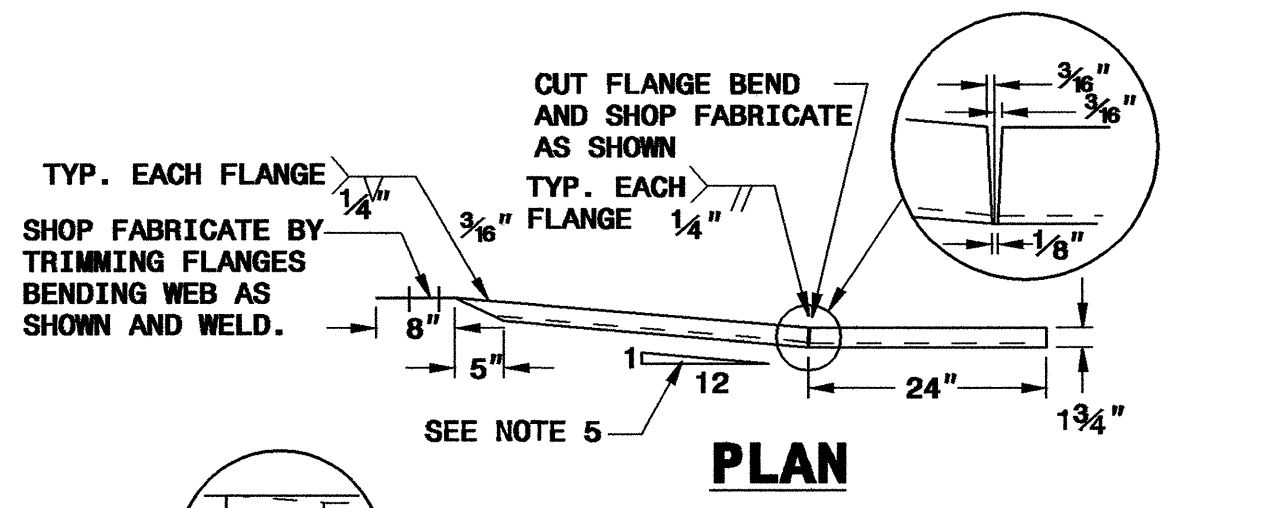 CUT FLANGE BEND
AND SHOP FABRICATE
AS SHOWN
TYP. EACH
FLANGE
1/4"
3/16"
3/16"
1/8"
TYP. EACH FLANGE
1/4"
3/16"
SHOP FABRICATE BY
TRIMMING FLANGES
BENDING WEB AS
SHOWN AND WELD.
8"
5"
1
12
24"
1 3/4"
SEE NOTE 5
PLAN